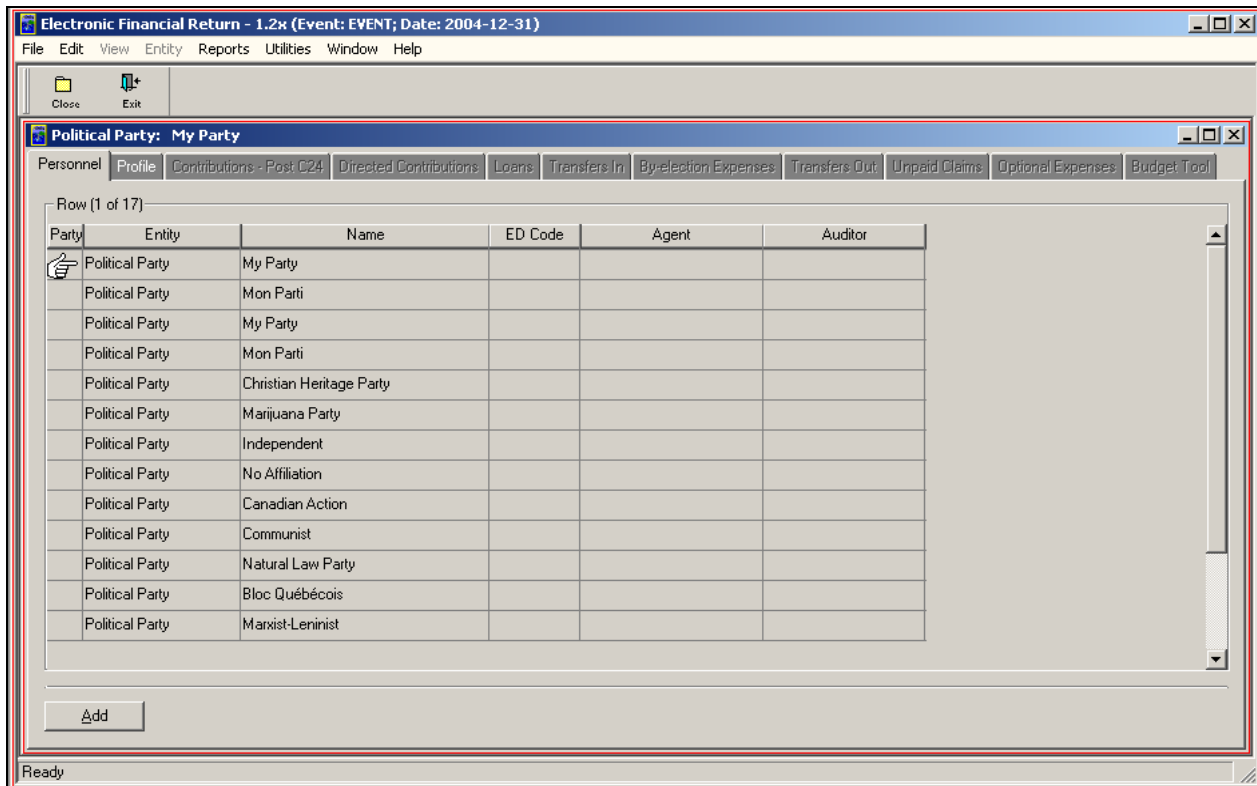 Electronic Financial Return - 1.2x (Event: EVENT; Date: 2004-12-31)
File Edit View Entity Reports Utilities Window Help
Close Exit
Political Party: My Party
Personnel Profile Contributions - Post C24 Directed Contributions Loans Transfers In By-election Expenses Transfers Out Unpaid Claims Optional Expenses Budget Tool
Row (1 of 17)
Party Entity Name ED Code Agent Auditor
Political Party My Party
Political Party Mon Parti
Political Party My Party
Political Party Mon Parti
Political Party Christian Heritage Party
Political Party Marijuana Party
Political Party Independent
Political Party No Affiliation
Political Party Canadian Action
Political Party Communist
Political Party Natural Law Party
Political Party Bloc Québécois
Political Party Marxist-Leninist
Add
Ready